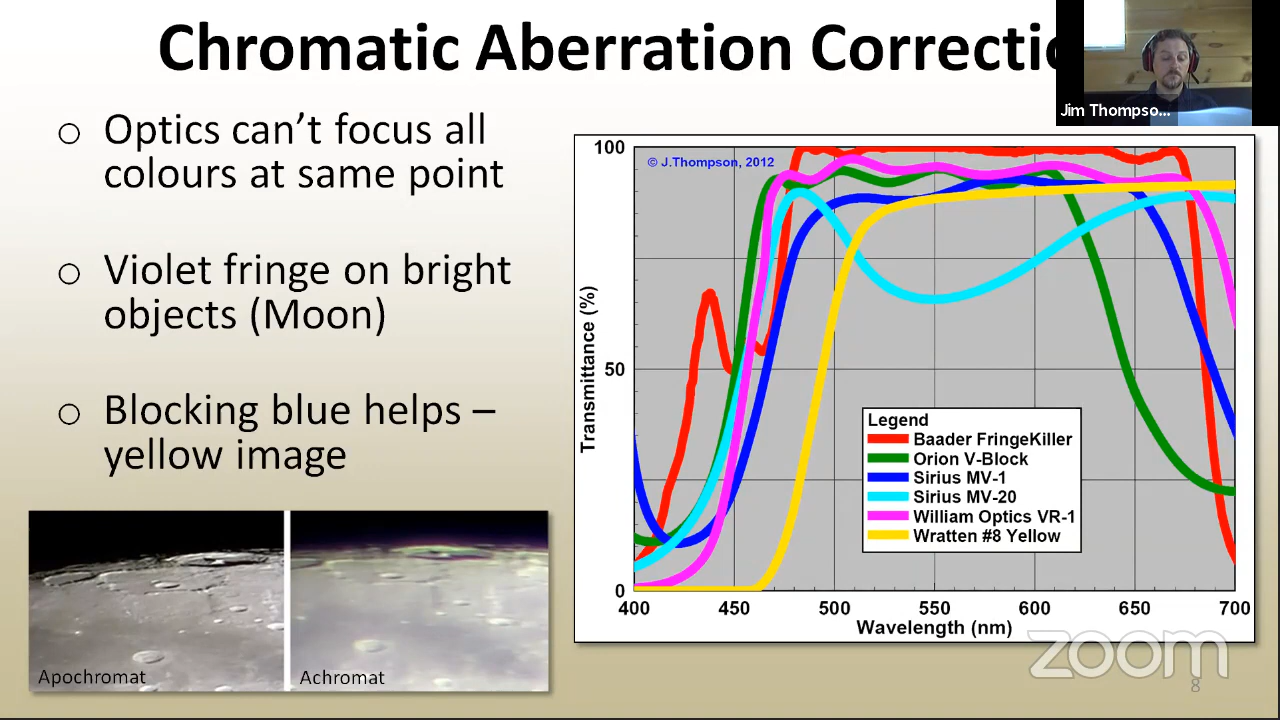 Chromatic Aberration Correctio
Jim Thompso...
○ Optics can't focus all
colours at same point
○ Violet fringe on bright
objects (Moon)
○ Blocking blue helps –
yellow image
Apochromat
Achromat
© J.Thompson, 2012
Transmittance (%)
100
50
0
Legend
Baader FringeKiller
Orion V-Block
Sirius MV-1
Sirius MV-20
William Optics VR-1
Wratten #8 Yellow
400 450 500 550 600 650 700
Wavelength (nm)
zoom
8